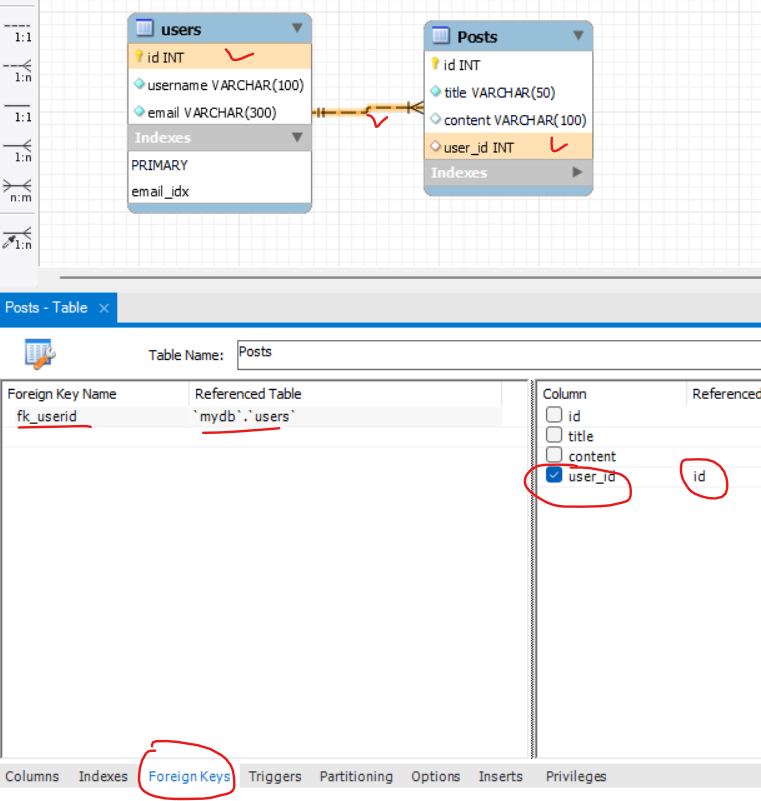 1:1
1:n
1:1
1:n
n:m
1:n
users
id INT
username VARCHAR(100)
email VARCHAR(300)
Indexes
PRIMARY
email_idx
Posts
id INT
title VARCHAR(50)
content VARCHAR(100)
user_id INT
Indexes
Posts - Table
Table Name: Posts
Foreign Key Name Referenced Table
fk_userid `mydb`.`users`
Column Referenced
id
title
content
user_id id
Columns Indexes Foreign Keys Triggers Partitioning Options Inserts Privileges